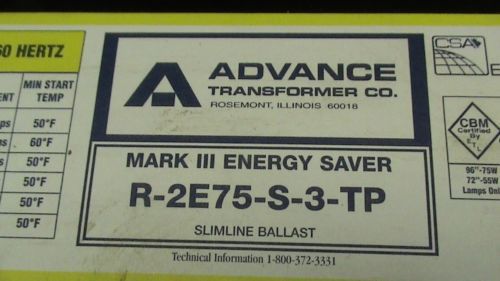 60 HERTZ
MIN START
TEMP
50°F
60°F
50°F
50°F
50°F
50°F
ADVANCE
TRANSFORMER CO.
ROSEMONT, ILLINOIS 60018
MARK III ENERGY SAVER
R-2E75-S-3-TP
SLIMLINE BALLAST
Technical Information 1-800-372-3331
CSA
CBM
Certified
By
ETL
96"-75W
72"-55W
Lamps Only